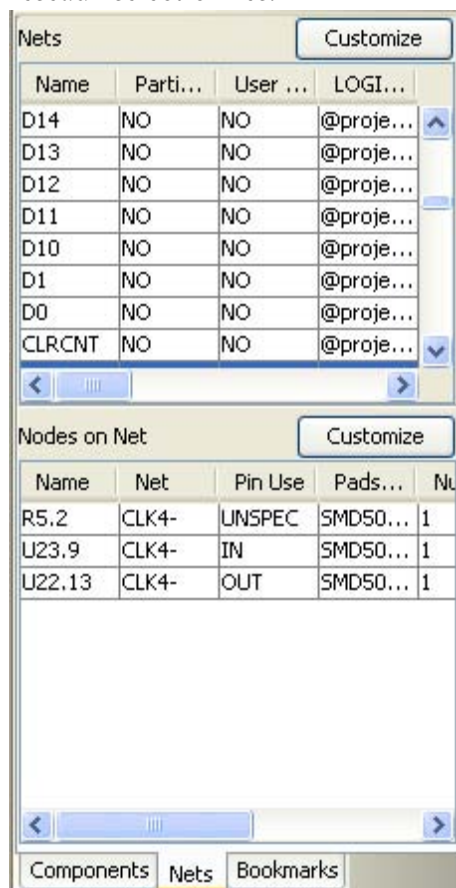 Nets Customize
Name Parti... User ... LOGI...
D14 NO NO @proje...
D13 NO NO @proje...
D12 NO NO @proje...
D11 NO NO @proje...
D10 NO NO @proje...
D1 NO NO @proje...
D0 NO NO @proje...
CLRCNT NO NO @proje...
Nodes on Net Customize
Name Net Pin Use Pads... Nu
R5.2 CLK4- UNSPEC SMD50... 1
U23.9 CLK4- IN SMD50... 1
U22.13 CLK4- OUT SMD50... 1
Components Nets Bookmarks